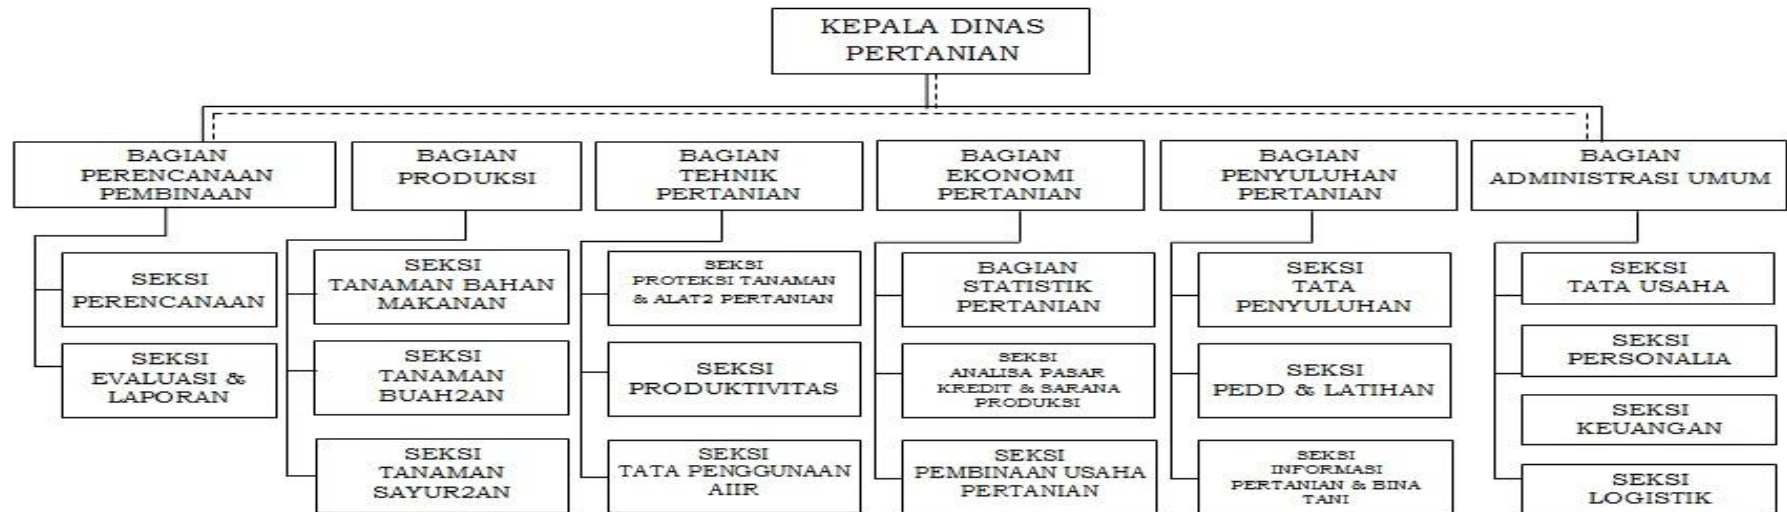 KEPALA DINAS
PERTANIAN
BAGIAN
PERENCANAAN
PEMBINAAN
BAGIAN
PRODUKSI
BAGIAN
TEHNIK
PERTANIAN
BAGIAN
EKONOMI
PERTANIAN
BAGIAN
PENYULUHAN
PERTANIAN
BAGIAN
ADMINISTRASI UMUM
SEKSI
PERENCANAAN
SEKSI
EVALUASI &
LAPORAN
SEKSI
TANAMAN BAHAN
MAKANAN
SEKSI
TANAMAN
BUAH2AN
SEKSI
TANAMAN
SAYUR2AN
SEKSI
PROTEKSI TANAMAN
& ALAT2 PERTANIAN
SEKSI
PRODUKTIVITAS
SEKSI
TATA PENGGUNAAN
AIIR
BAGIAN
STATISTIK
PERTANIAN
SEKSI
ANALISA PASAR
KREDIT & SARANA
PRODUKSI
SEKSI
PEMBINAAN USAHA
PERTANIAN
SEKSI
TATA
PENYULUHAN
SEKSI
PEDD & LATIHAN
SEKSI
INFORMASI
PERTANIAN & BINA
TANI
SEKSI
TATA USAHA
SEKSI
PERSONALIA
SEKSI
KEUANGAN
SEKSI
LOGISTIK